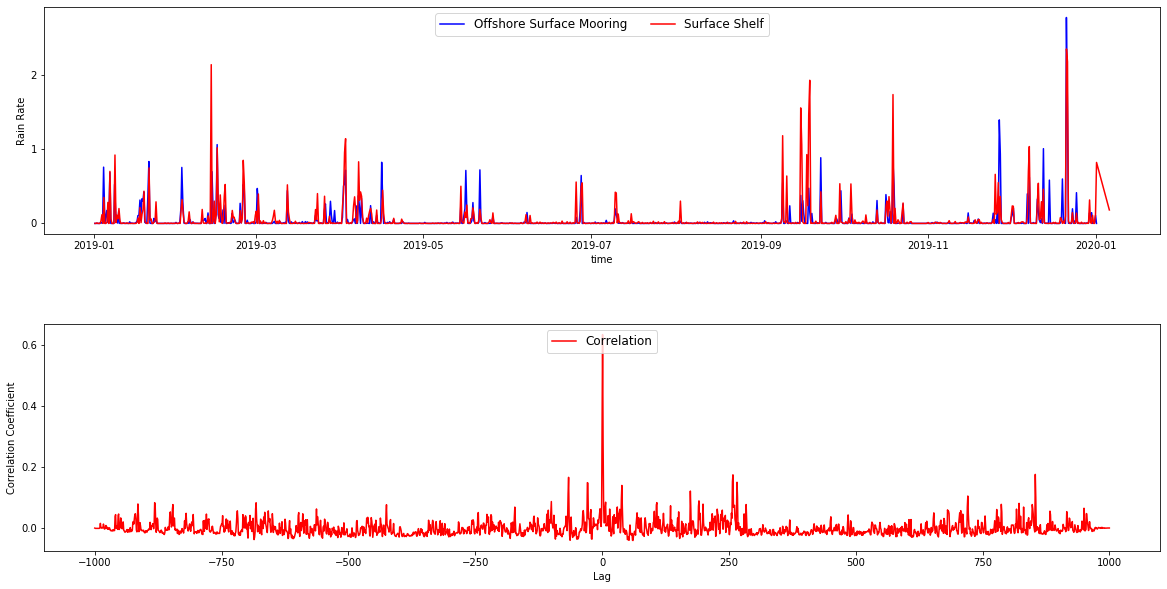 Offshore Surface Mooring Surface Shelf
Rain Rate
2
1
0
2019-01 2019-03 2019-05 2019-07 2019-09 2019-11 2020-01
time
Correlation
Correlation Coefficient
0.6
0.4
0.2
0.0
−1000 −750 −500 −250 0 250 500 750 1000
Lag